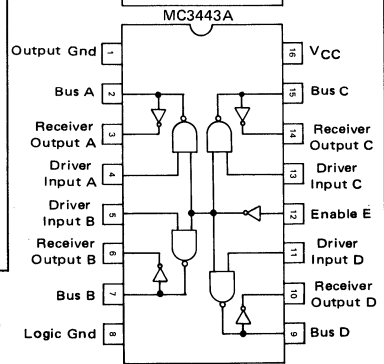 MC3443A
Output Gnd 1
16 VCC
Bus A 2
15 Bus C
Receiver
Output A 3
14 Receiver
Output C
Driver
Input A 4
13 Driver
Input C
Driver
Input B 5
12 Enable E
Receiver
Output B 6
11 Driver
Input D
Bus B 7
10 Receiver
Output D
Logic Gnd 8
9 Bus D